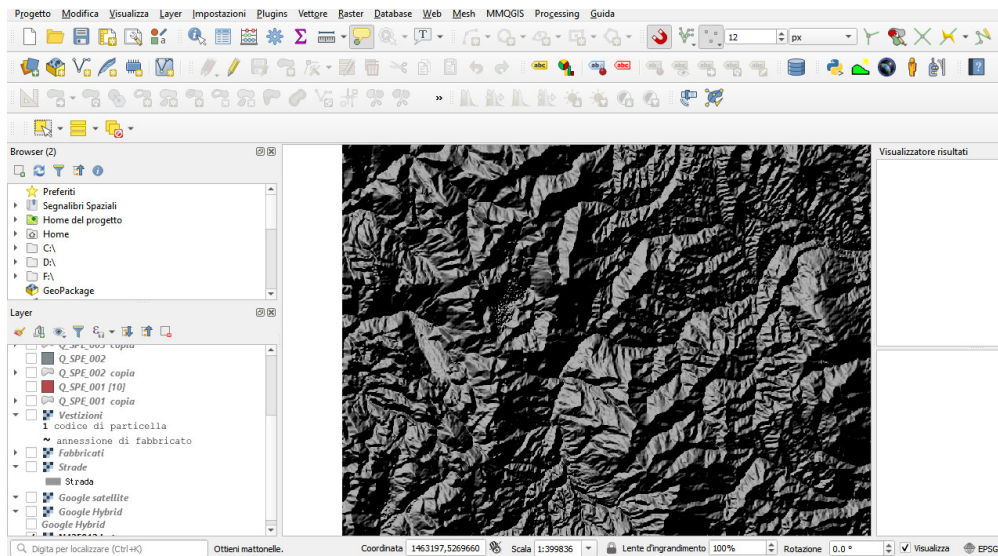 Progetto Modifica Visualizza Layer Impostazioni Plugins Vettore Raster Database Web Mesh MMQGIS Processing Guida
12 px
Browser (2)
Preferiti
Segnalibri Spaziali
Home del progetto
Home
C:\
D:\
F:\
GeoPackage
Layer
Q_SPE_003 copia
Q_SPE_002
Q_SPE_002 copia
Q_SPE_001 [10]
Q_SPE_001 copia
Vestizioni
1 codice di particella
~ annessione di fabbricato
Fabbricati
Strade
Strada
Google satellite
Google Hybrid
Google Hybrid
Visualizzatore risultati
Digita per localizzare (Ctrl+K) Ottieni mattonelle. Coordinata 1463197,5269660 Scala 1:399836 Lente d'ingrandimento 100% Rotazione 0.0 ° Visualizza EPSG